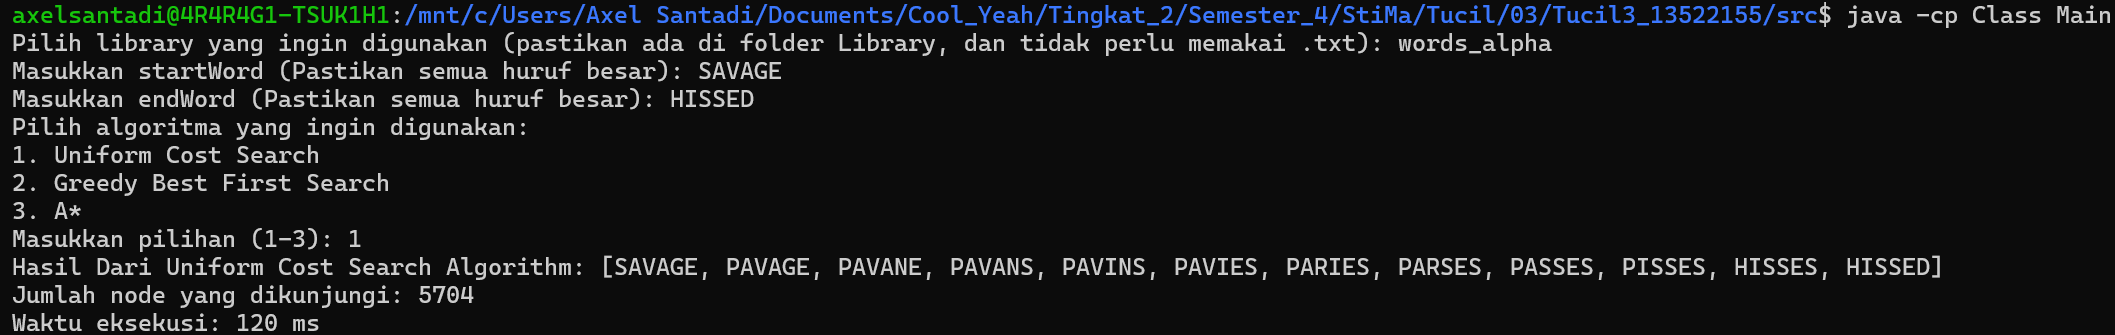 axelsantadi@4R4R4G1-TSUK1H1:/mnt/c/Users/Axel Santadi/Documents/Cool_Yeah/Tingkat_2/Semester_4/StiMa/Tucil/03/Tucil3_13522155/src$ java -cp Class Main
Pilih library yang ingin digunakan (pastikan ada di folder Library, dan tidak perlu memakai .txt): words_alpha
Masukkan startWord (Pastikan semua huruf besar): SAVAGE
Masukkan endWord (Pastikan semua huruf besar): HISSED
Pilih algoritma yang ingin digunakan:
1. Uniform Cost Search
2. Greedy Best First Search
3. A*
Masukkan pilihan (1-3): 1
Hasil Dari Uniform Cost Search Algorithm: [SAVAGE, PAVAGE, PAVANE, PAVANS, PAVINS, PAVIES, PARIES, PARSES, PASSES, PISSES, HISSES, HISSED]
Jumlah node yang dikunjungi: 5704
Waktu eksekusi: 120 ms